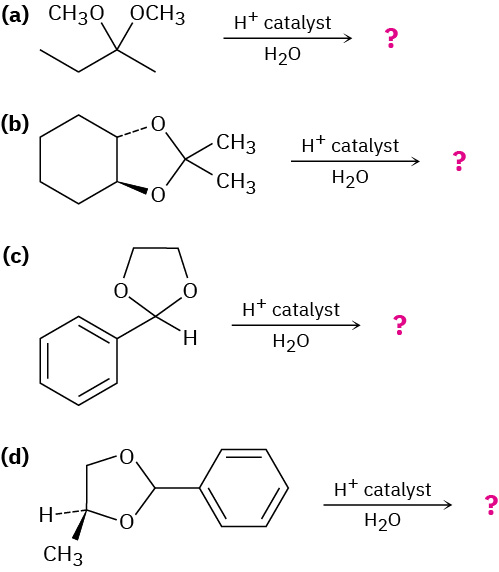 (a) CH₃O OCH₃ H⁺ catalyst
H₂O ?
(b) O CH₃ H⁺ catalyst
O CH₃ H₂O ?
(c) O O H⁺ catalyst
H H₂O ?
(d) O H⁺ catalyst
H O H₂O ?
CH₃